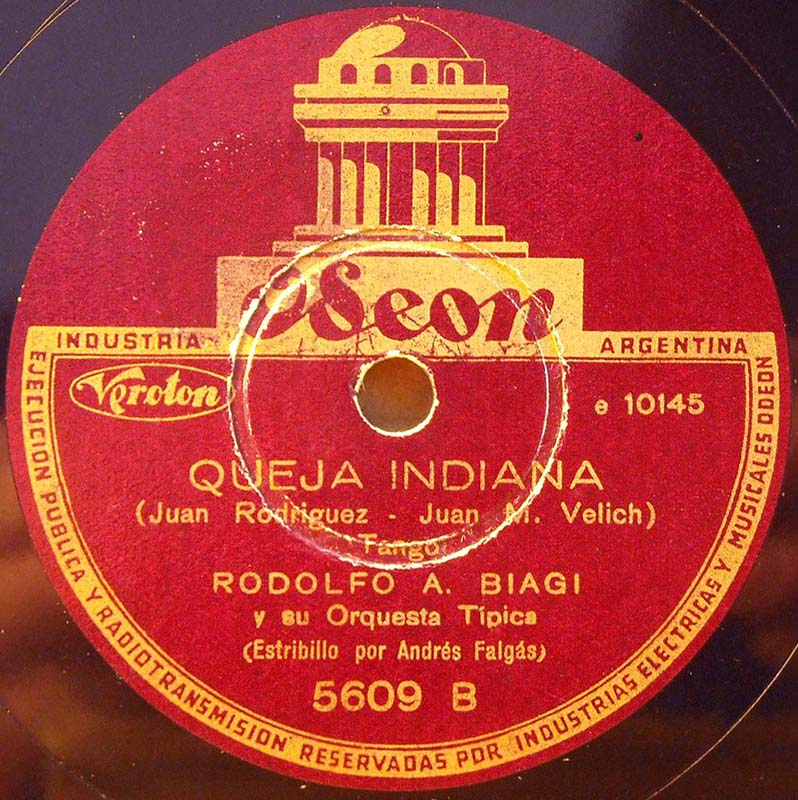 Odeon
INDUSTRIA ARGENTINA
Veroton
e 10145
QUEJA INDIANA
(Juan Rodriguez - Juan M. Velich)
Tango
RODOLFO A. BIAGI
y su Orquesta Típica
(Estribillo por Andrés Falgás)
5609 B
EJECUCION PUBLICA Y RADIOTRANSMISION RESERVADAS POR INDUSTRIAS ELECTRICAS Y MUSICALES ODEON